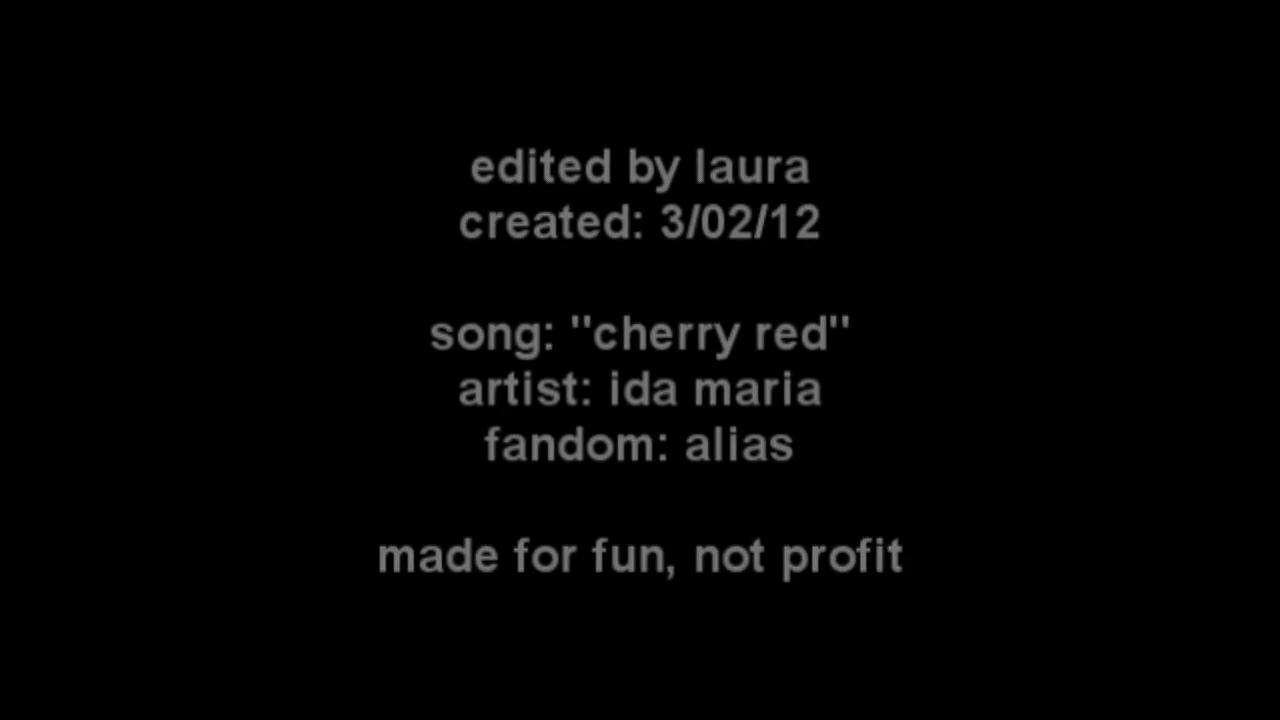 edited by laura
created: 3/02/12
song: "cherry red"
artist: ida maria
fandom: alias
made for fun, not profit